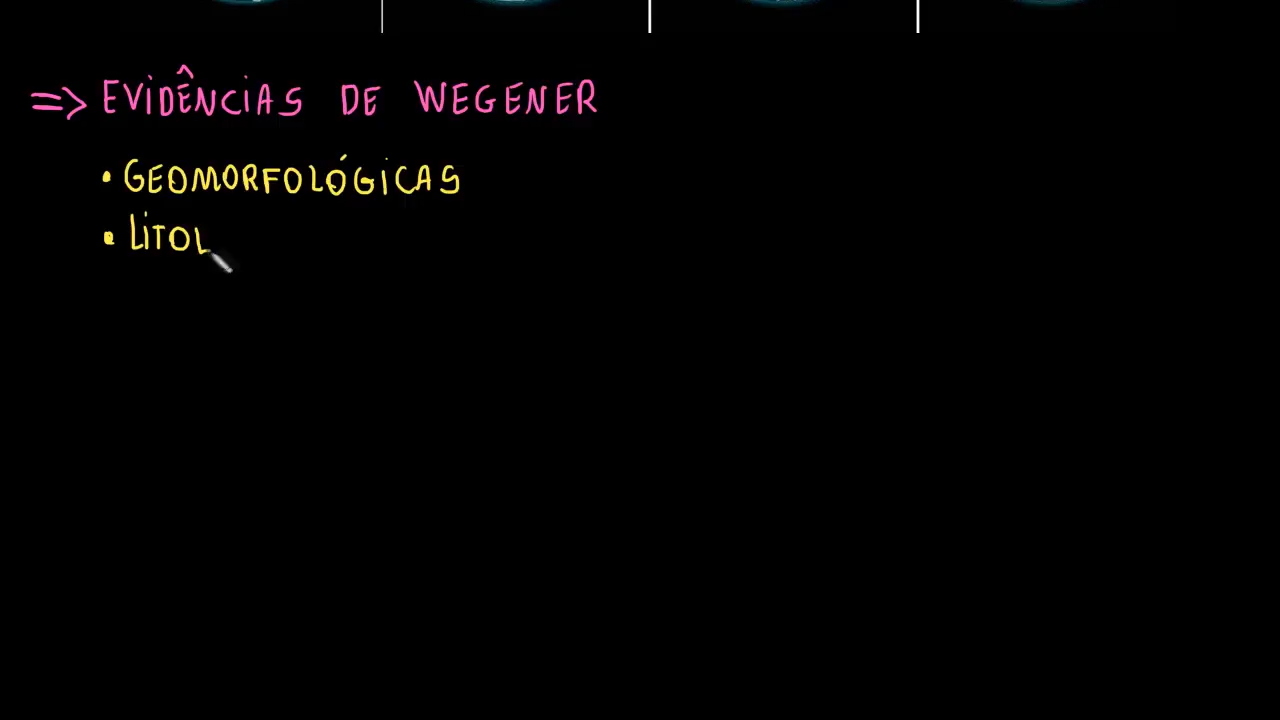 => EVIDÊNCIAS DE WEGENER
• GEOMORFOLÓGICAS
• LITOL